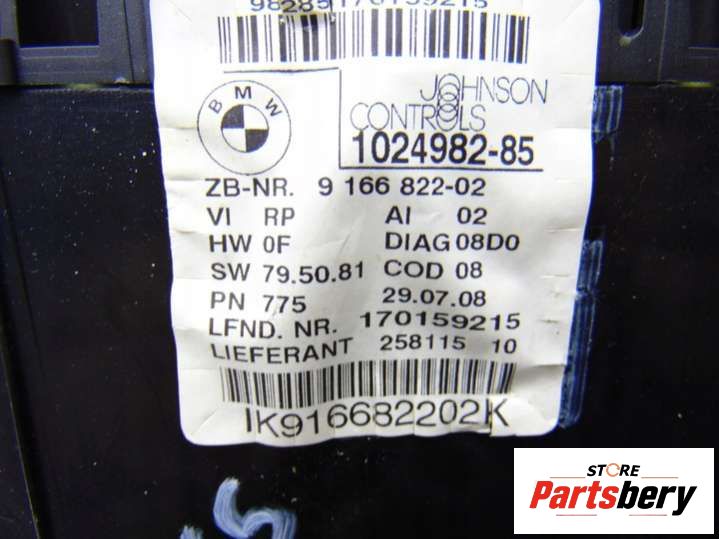 98285170159215
BMW
JOHNSON
CONTROLS
1024982-85
ZB-NR. 9 166 822-02
VI RP AI 02
HW 0F DIAG 08D0
SW 79.50.81 COD 08
PN 775 29.07.08
LFND. NR. 170159215
LIEFERANT 258115 10
IK916682202K
STORE
Partsbery